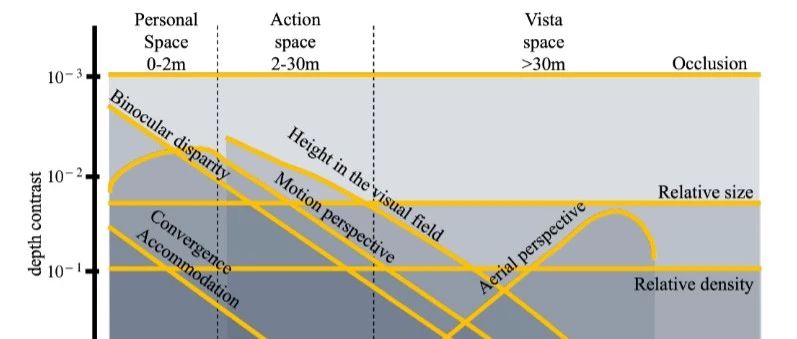 Personal
Space
0-2m
Action
space
2-30m
Vista
space
>30m
Occlusion
10⁻³
Binocular disparity
Height in the visual field
10⁻²
Motion perspective
Relative size
depth contrast
Convergence
Accommodation
Aerial perspective
10⁻¹
Relative density